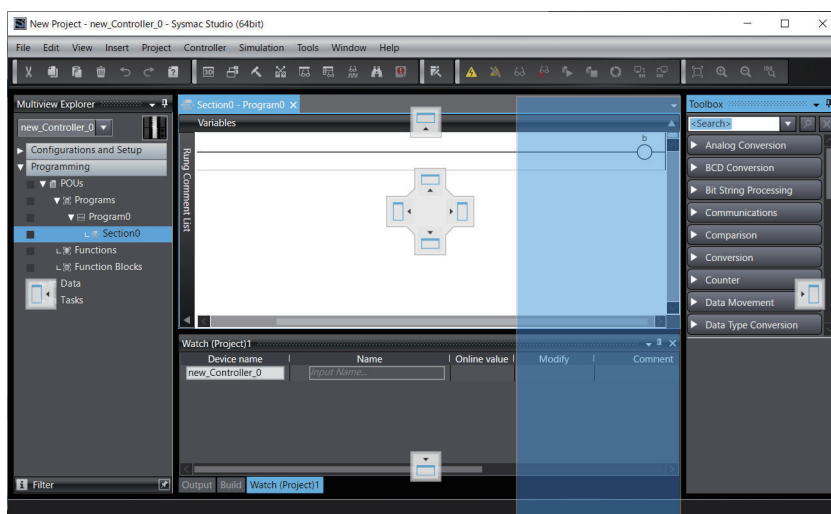 New Project - new_Controller_0 - Sysmac Studio (64bit)
File Edit View Insert Project Controller Simulation Tools Window Help
Multiview Explorer
new_Controller_0
Configurations and Setup
Programming
POUs
Programs
Program0
Section0
Functions
Function Blocks
Data
Tasks
Filter
Section0 - Program0
Variables
Rung Comment List
b
Watch (Project)1
Device name Name Online value Modify Comment
new_Controller_0 Input Name...
Output Build Watch (Project)1
Toolbox
<Search>
Analog Conversion
BCD Conversion
Bit String Processing
Communications
Comparison
Conversion
Counter
Data Movement
Data Type Conversion